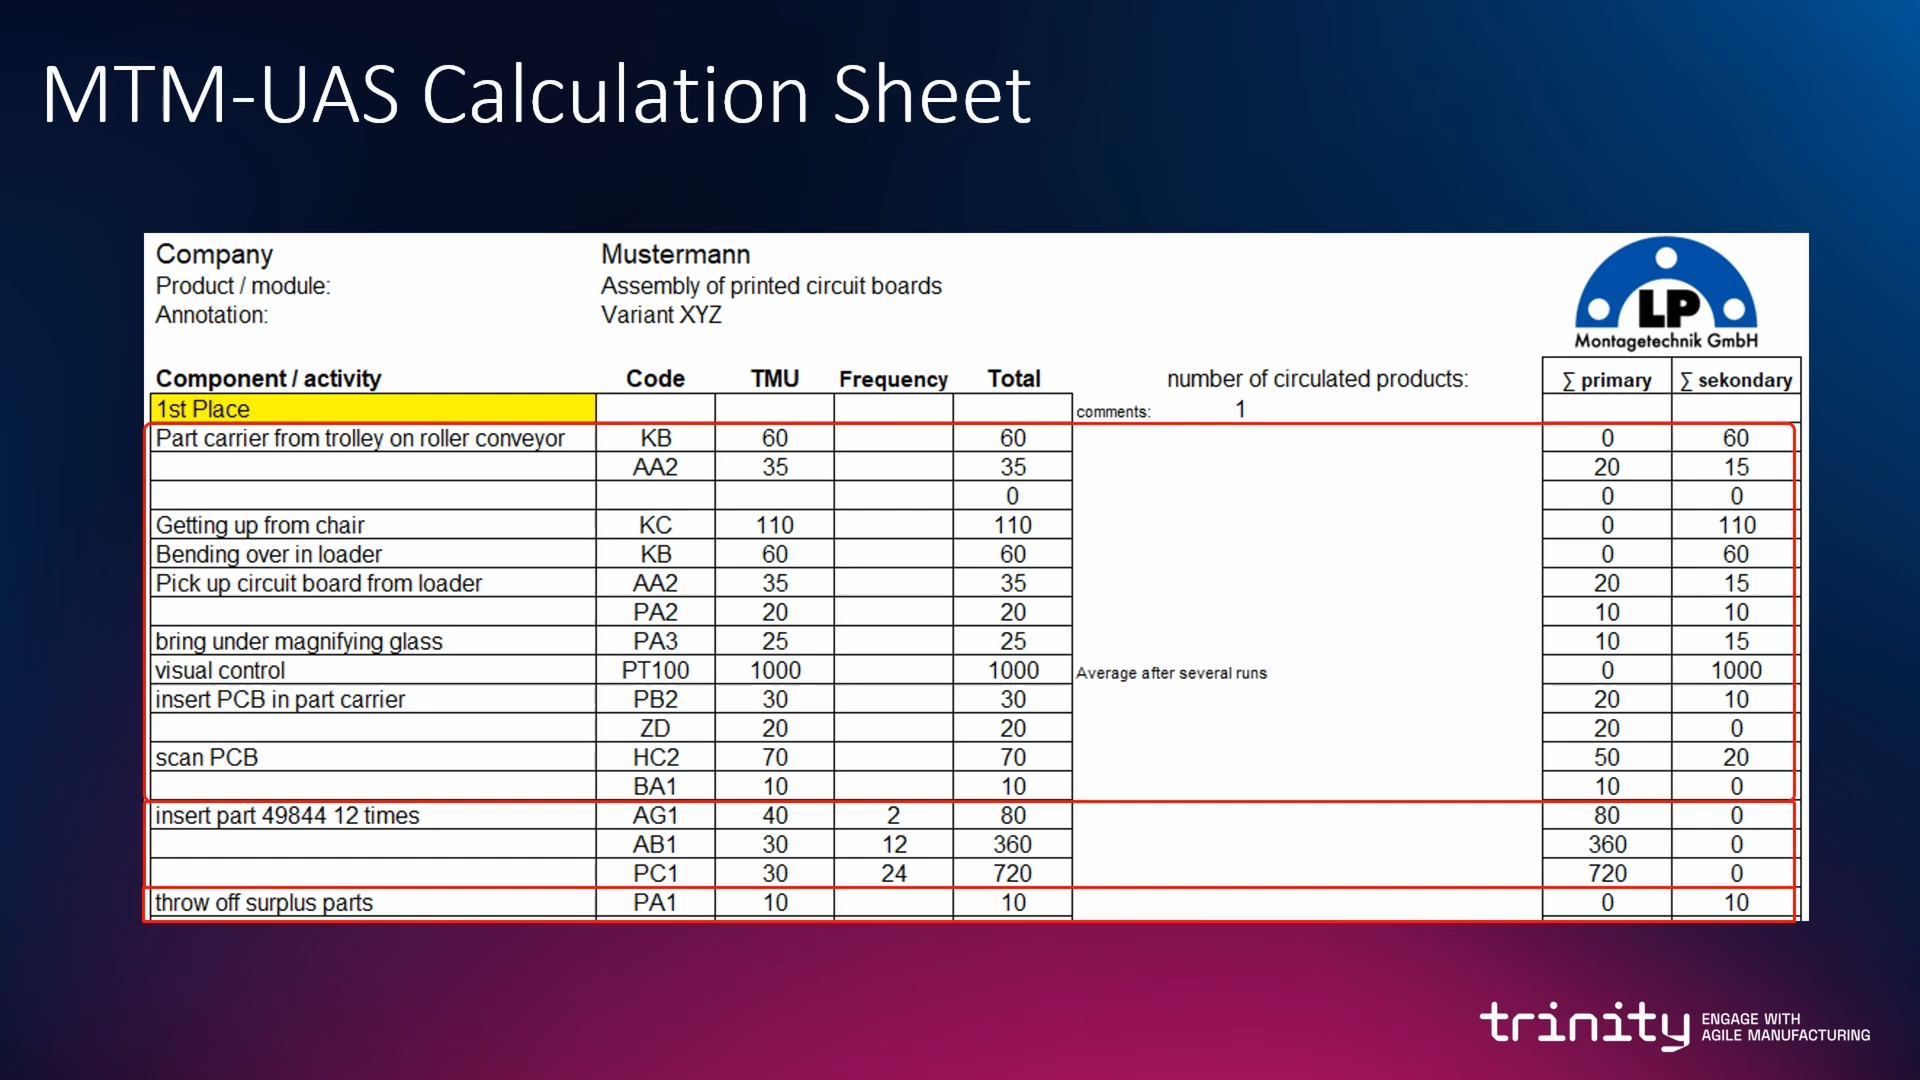 MTM-UAS Calculation Sheet
Company Mustermann
Product / module: Assembly of printed circuit boards
Annotation: Variant XYZ
LP
Montagetechnik GmbH
Component / activity Code TMU Frequency Total number of circulated products: ∑ primary ∑ sekondary
1st Place comments: 1
Part carrier from trolley on roller conveyor KB 60 60 0 60
AA2 35 35 20 15
0 0 0
Getting up from chair KC 110 110 0 110
Bending over in loader KB 60 60 0 60
Pick up circuit board from loader AA2 35 35 20 15
PA2 20 20 10 10
bring under magnifying glass PA3 25 25 10 15
visual control PT100 1000 1000 Average after several runs 0 1000
insert PCB in part carrier PB2 30 30 20 10
ZD 20 20 20 0
scan PCB HC2 70 70 50 20
BA1 10 10 10 0
insert part 49844 12 times AG1 40 2 80 80 0
AB1 30 12 360 360 0
PC1 30 24 720 720 0
throw off surplus parts PA1 10 10 0 10
trinity ENGAGE WITH
AGILE MANUFACTURING